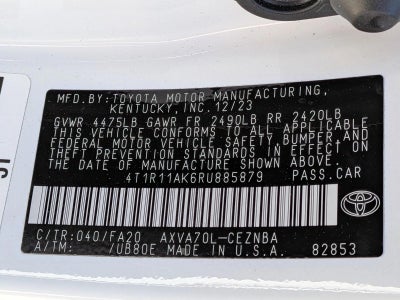 MFD.BY:TOYOTA MOTOR MANUFACTURING,
KENTUCKY,INC. 12/23
GVWR 4475LB GAWR FR 2490LB RR 2420LB
THIS VEHICLE CONFORMS TO ALL APPLICABLE
FEDERAL MOTOR VEHICLE SAFETY, BUMPER, AND
THEFT PREVENTION STANDARDS IN EFFECT ON
THE DATE OF MANUFACTURE SHOWN ABOVE.
4T1R11AK6RU885879 PASS.CAR
C/TR:040/FA20 AXVA70L-CEZNBA
A/TM: /UB80E MADE IN U.S.A. 82853